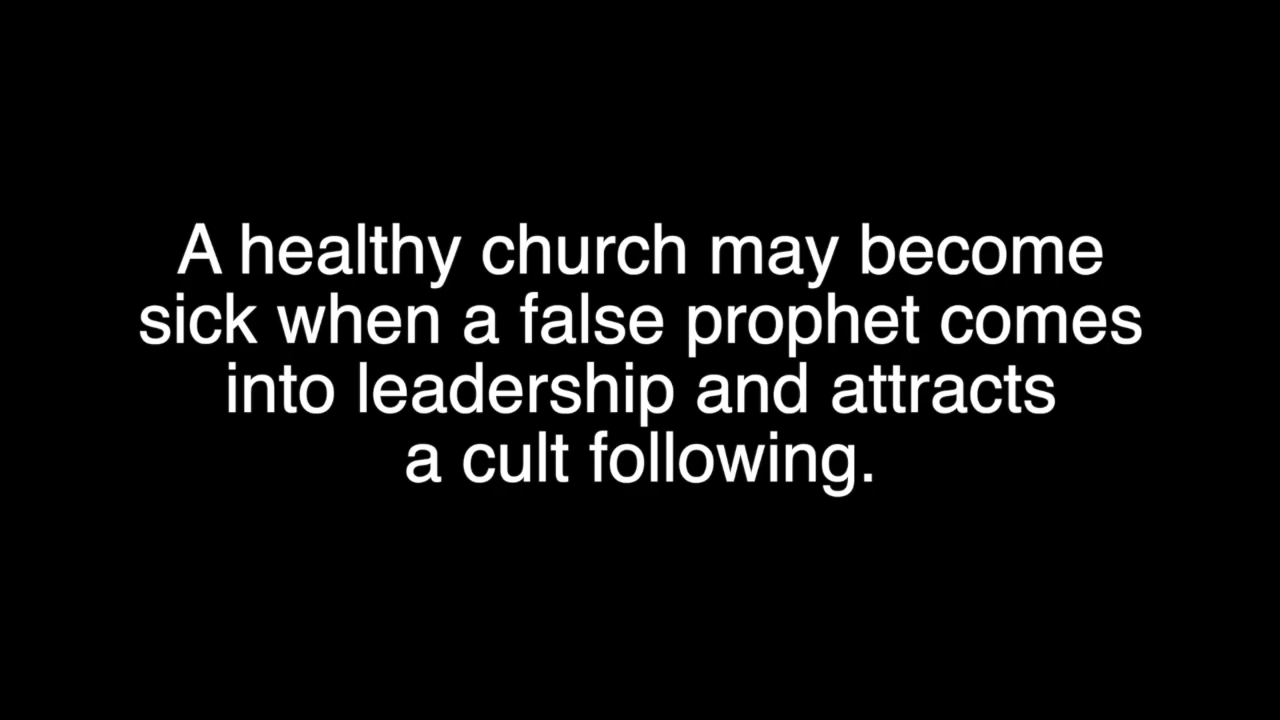 A healthy church may become
sick when a false prophet comes
into leadership and attracts
a cult following.